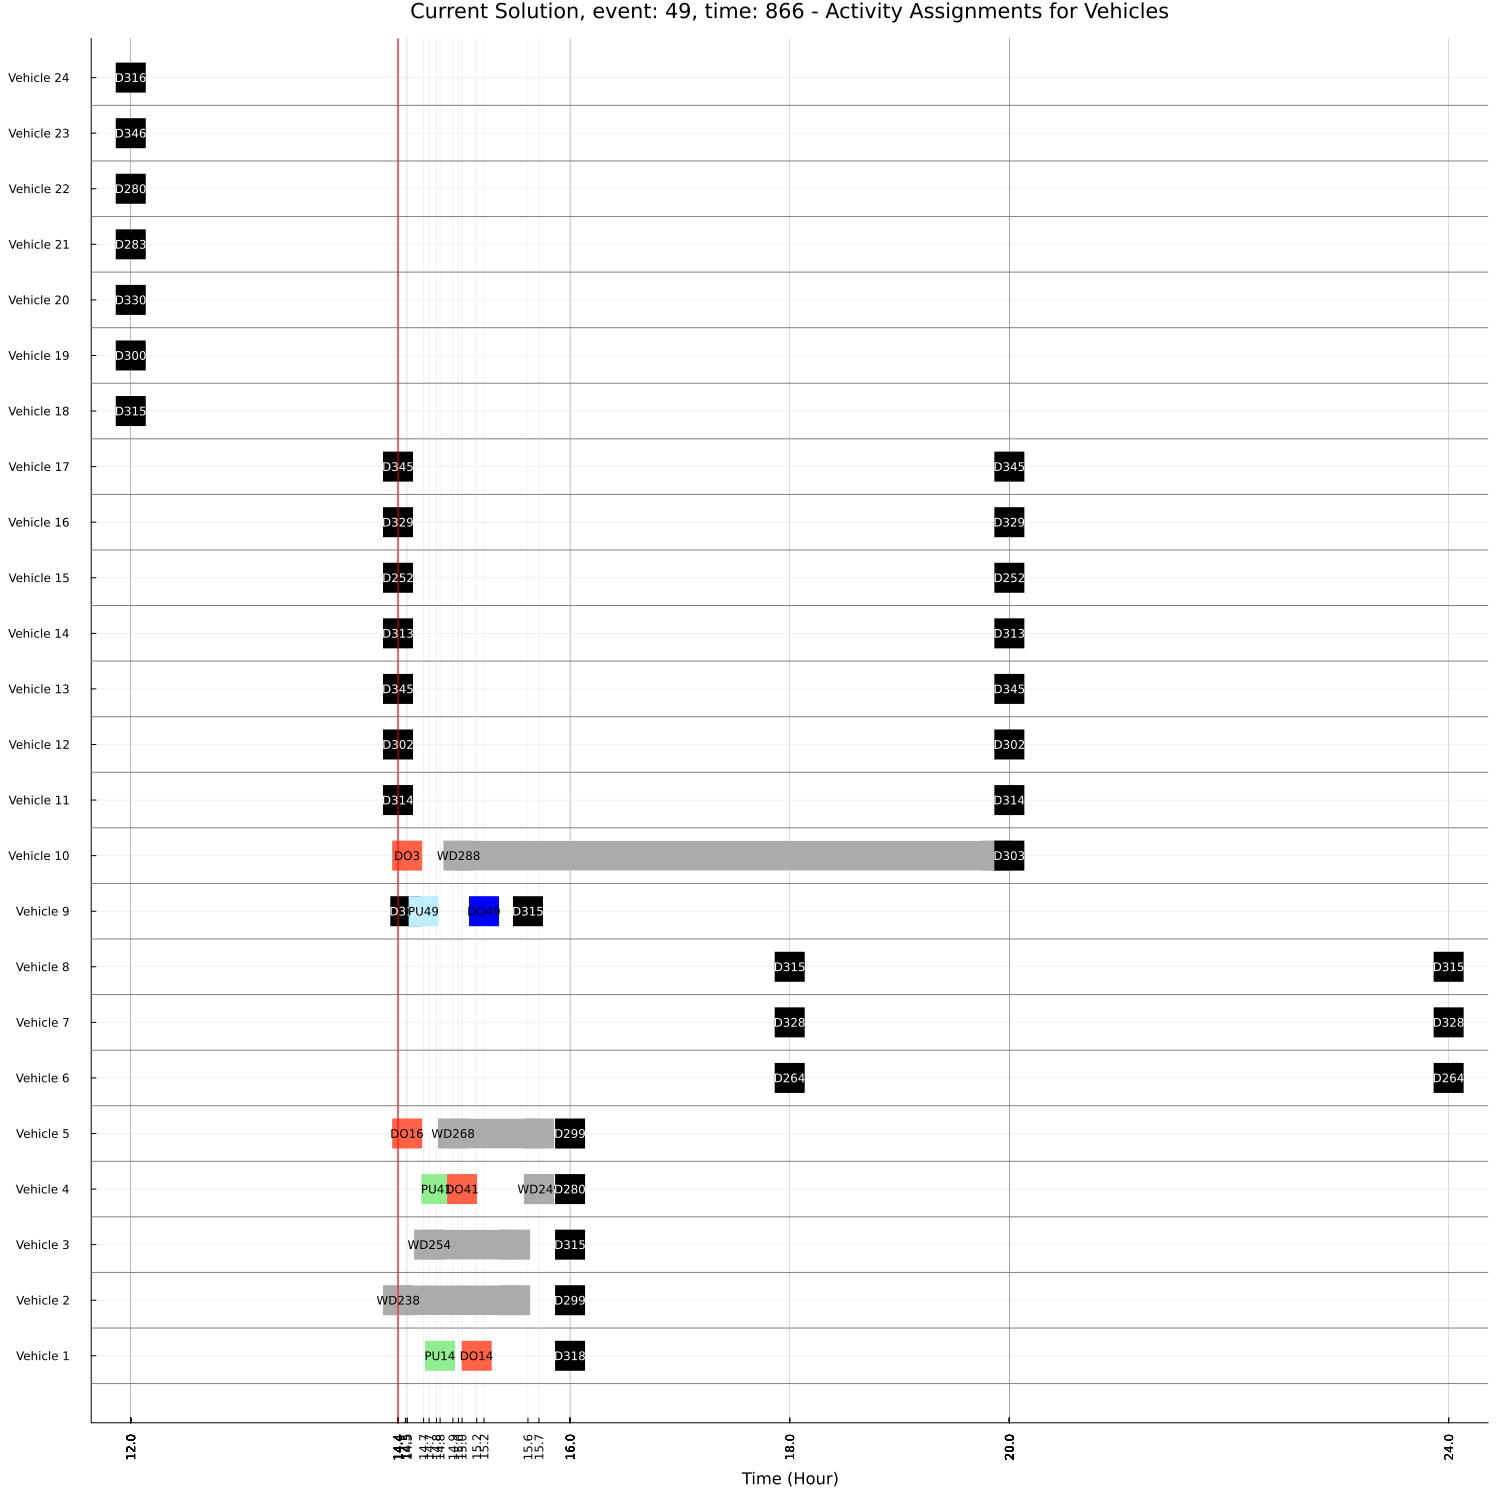 Current Solution, event: 49, time: 866 - Activity Assignments for Vehicles
Vehicle 24 D316
Vehicle 23 D346
Vehicle 22 D280
Vehicle 21 D283
Vehicle 20 D330
Vehicle 19 D300
Vehicle 18 D315
Vehicle 17 D345 D345
Vehicle 16 D329 D329
Vehicle 15 D252 D252
Vehicle 14 D313 D313
Vehicle 13 D345 D345
Vehicle 12 D302 D302
Vehicle 11 D314 D314
Vehicle 10 DO3 WD288 D303
Vehicle 9 D3 PU49 DO49 D315
Vehicle 8 D315 D315
Vehicle 7 D328 D328
Vehicle 6 D264 D264
Vehicle 5 DO16 WD268 D299
Vehicle 4 PU41 DO41 WD24 D280
Vehicle 3 WD254 D315
Vehicle 2 WD238 D299
Vehicle 1 PU14 DO14 D318
12.0 14.4 14.5 14.7 14.7 14.8 14.8 14.9 15.0 15.2 15.2 15.6 15.7 16.0 18.0 20.0 24.0
Time (Hour)